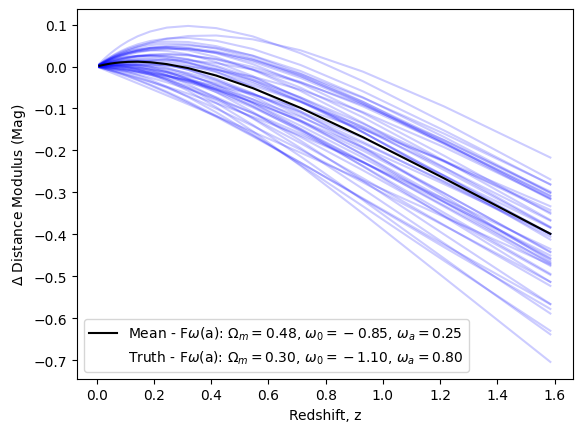 0.1
0.0
−0.1
−0.2
−0.3
−0.4
−0.5
−0.6
−0.7
Δ Distance Modulus (Mag)
Mean - Fω(a): Ωₘ = 0.48, ω₀ = −0.85, ωₐ = 0.25
Truth - Fω(a): Ωₘ = 0.30, ω₀ = −1.10, ωₐ = 0.80
0.0 0.2 0.4 0.6 0.8 1.0 1.2 1.4 1.6
Redshift, z